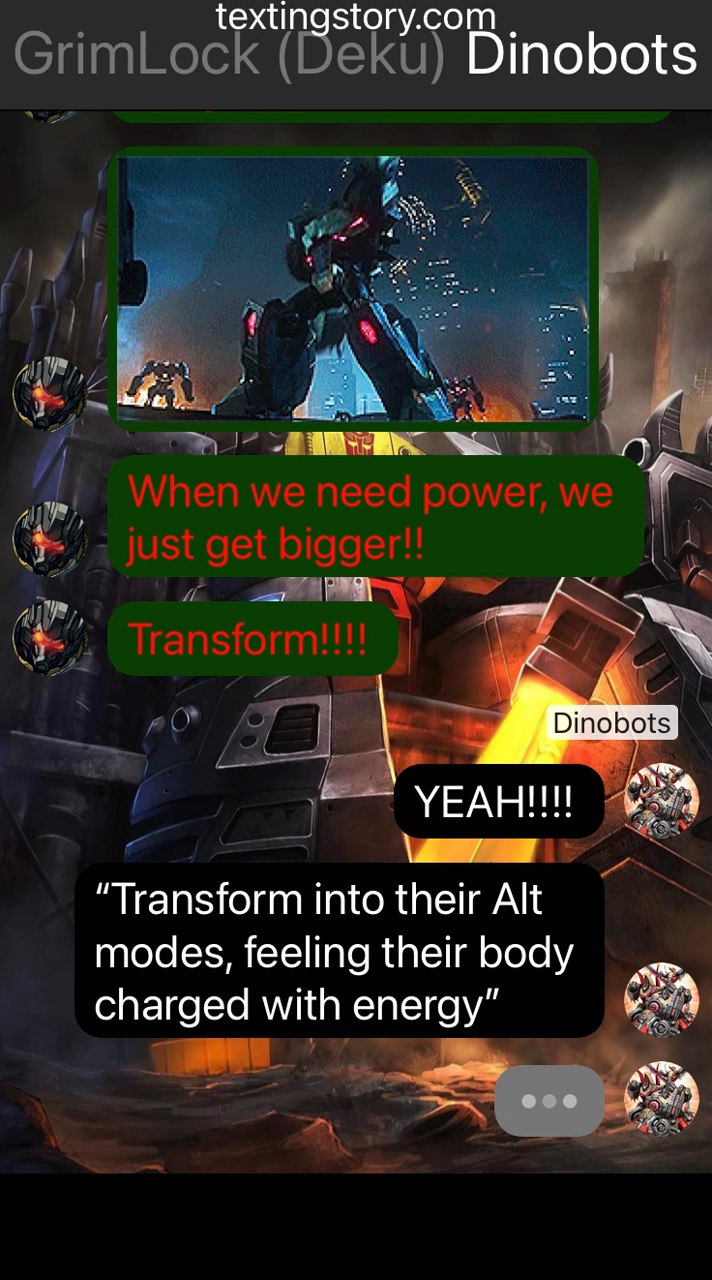 textingstory.com
GrimLock (Deku) Dinobots
When we need power, we
just get bigger!!
Transform!!!!
Dinobots
YEAH!!!!
“Transform into their Alt
modes, feeling their body
charged with energy”